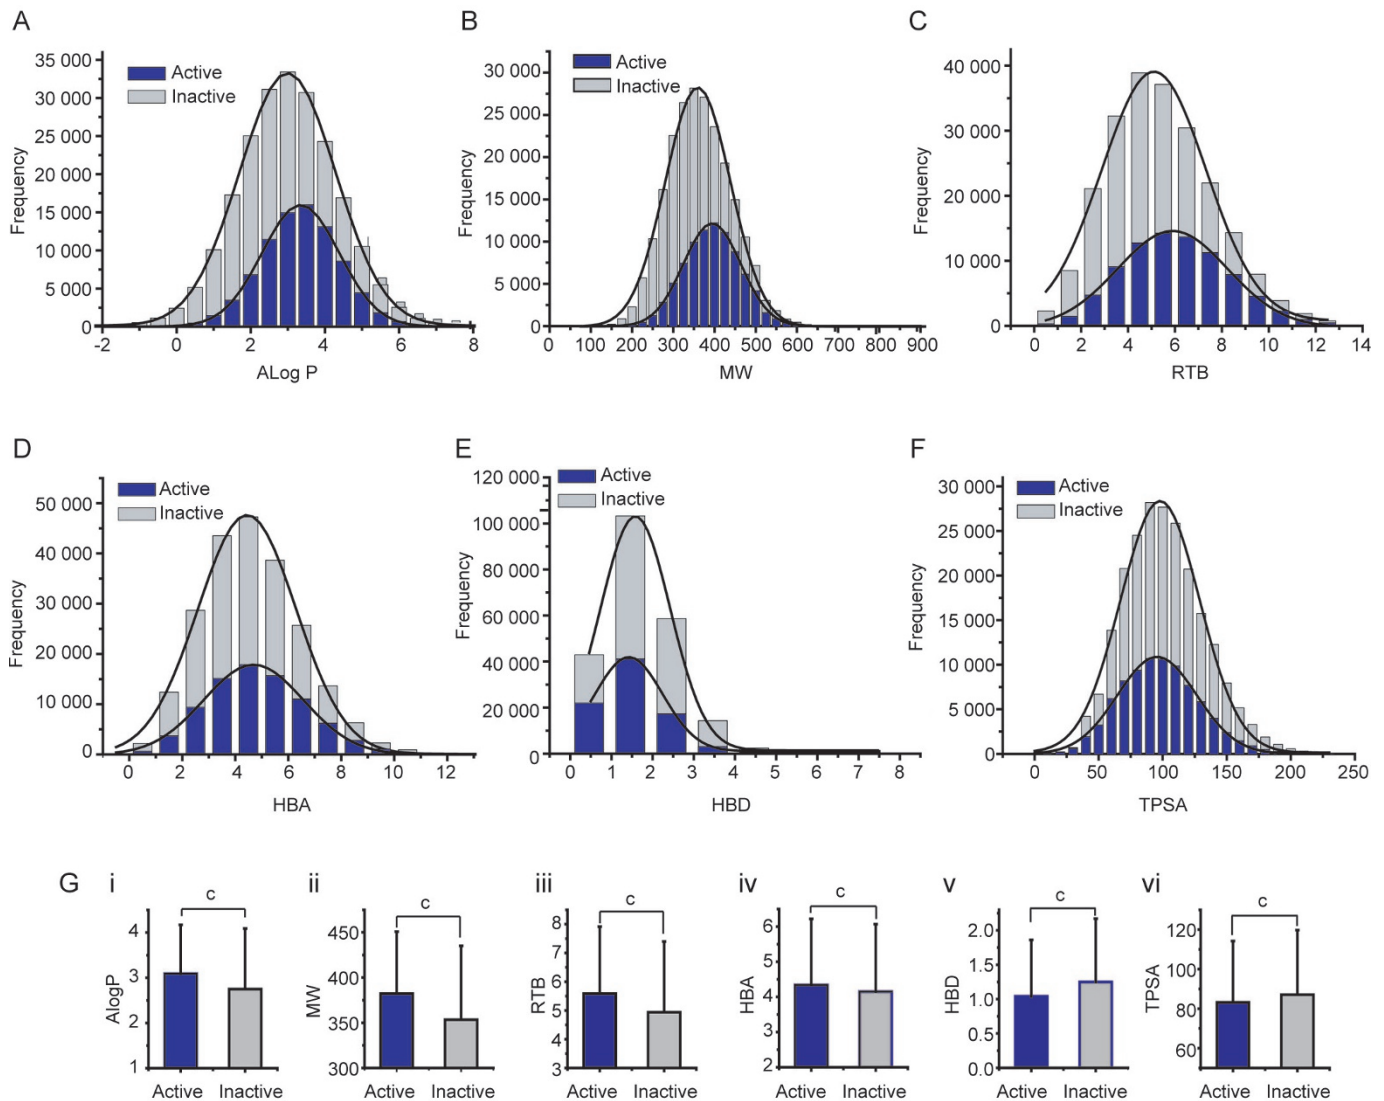 A
35 000
30 000
25 000
20 000
15 000
10 000
5 000
0
Frequency
Active
Inactive
-2 0 2 4 6 8
ALog P
B
30 000
25 000
20 000
15 000
10 000
5 000
0
Frequency
Active
Inactive
0 100 200 300 400 500 600 700 800 900
MW
C
40 000
30 000
20 000
10 000
0
Frequency
2 4 6 8 10 12 14
RTB
D
50 000
40 000
30 000
20 000
10 000
0
Frequency
Active
Inactive
0 2 4 6 8 10 12
HBA
E
120 000
100 000
80 000
60 000
40 000
20 000
0
Frequency
Active
Inactive
0 1 2 3 4 5 6 7 8
HBD
F
30 000
25 000
20 000
15 000
10 000
5 000
0
Frequency
Active
Inactive
0 50 100 150 200 250
TPSA
G
i
c
4
3
2
1
AlogP
Active Inactive
ii
c
450
400
350
300
MW
Active Inactive
iii
c
8
7
6
5
4
3
RTB
Active Inactive
iv
c
6
5
4
3
2
HBA
Active Inactive
v
c
2.0
1.5
1.0
0.5
0.0
HBD
Active Inactive
vi
c
120
100
80
60
TPSA
Active Inactive